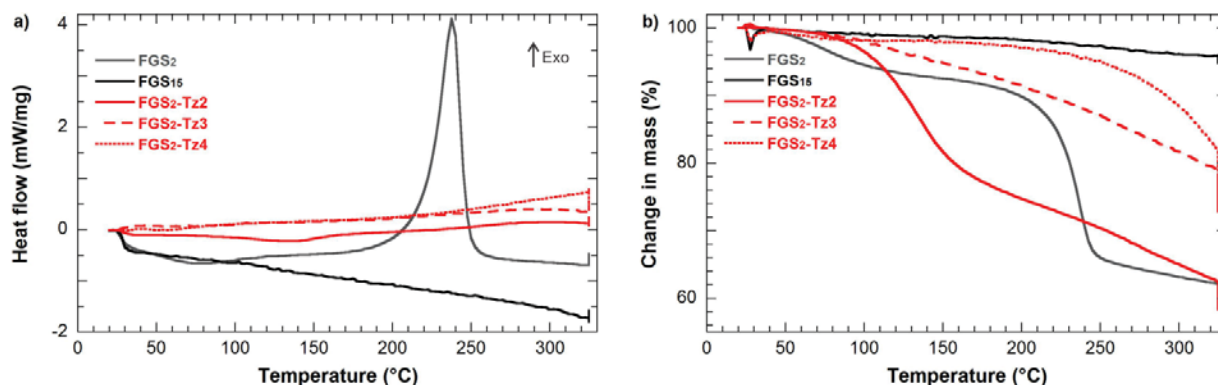 a)
4
2
0
-2
Heat flow (mW/mg)
↑ Exo
FGS2
FGS15
FGS2-Tz2
FGS2-Tz3
FGS2-Tz4
0 50 100 150 200 250 300
Temperature (°C)
b)
100
80
60
Change in mass (%)
FGS2
FGS15
FGS2-Tz2
FGS2-Tz3
FGS2-Tz4
0 50 100 150 200 250 300
Temperature (°C)